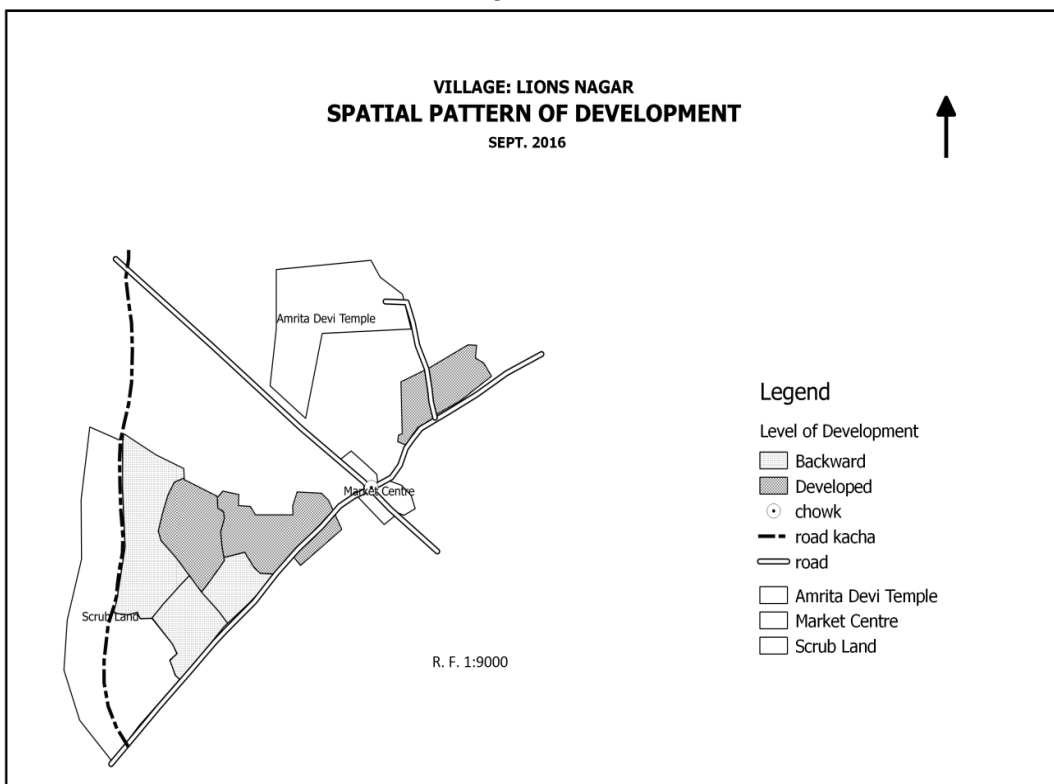 VILLAGE: LIONS NAGAR
SPATIAL PATTERN OF DEVELOPMENT
SEPT. 2016
Amrita Devi Temple
Market Centre
Scrub Land
R. F. 1:9000
Legend
Level of Development
Backward
Developed
chowk
road kacha
road
Amrita Devi Temple
Market Centre
Scrub Land